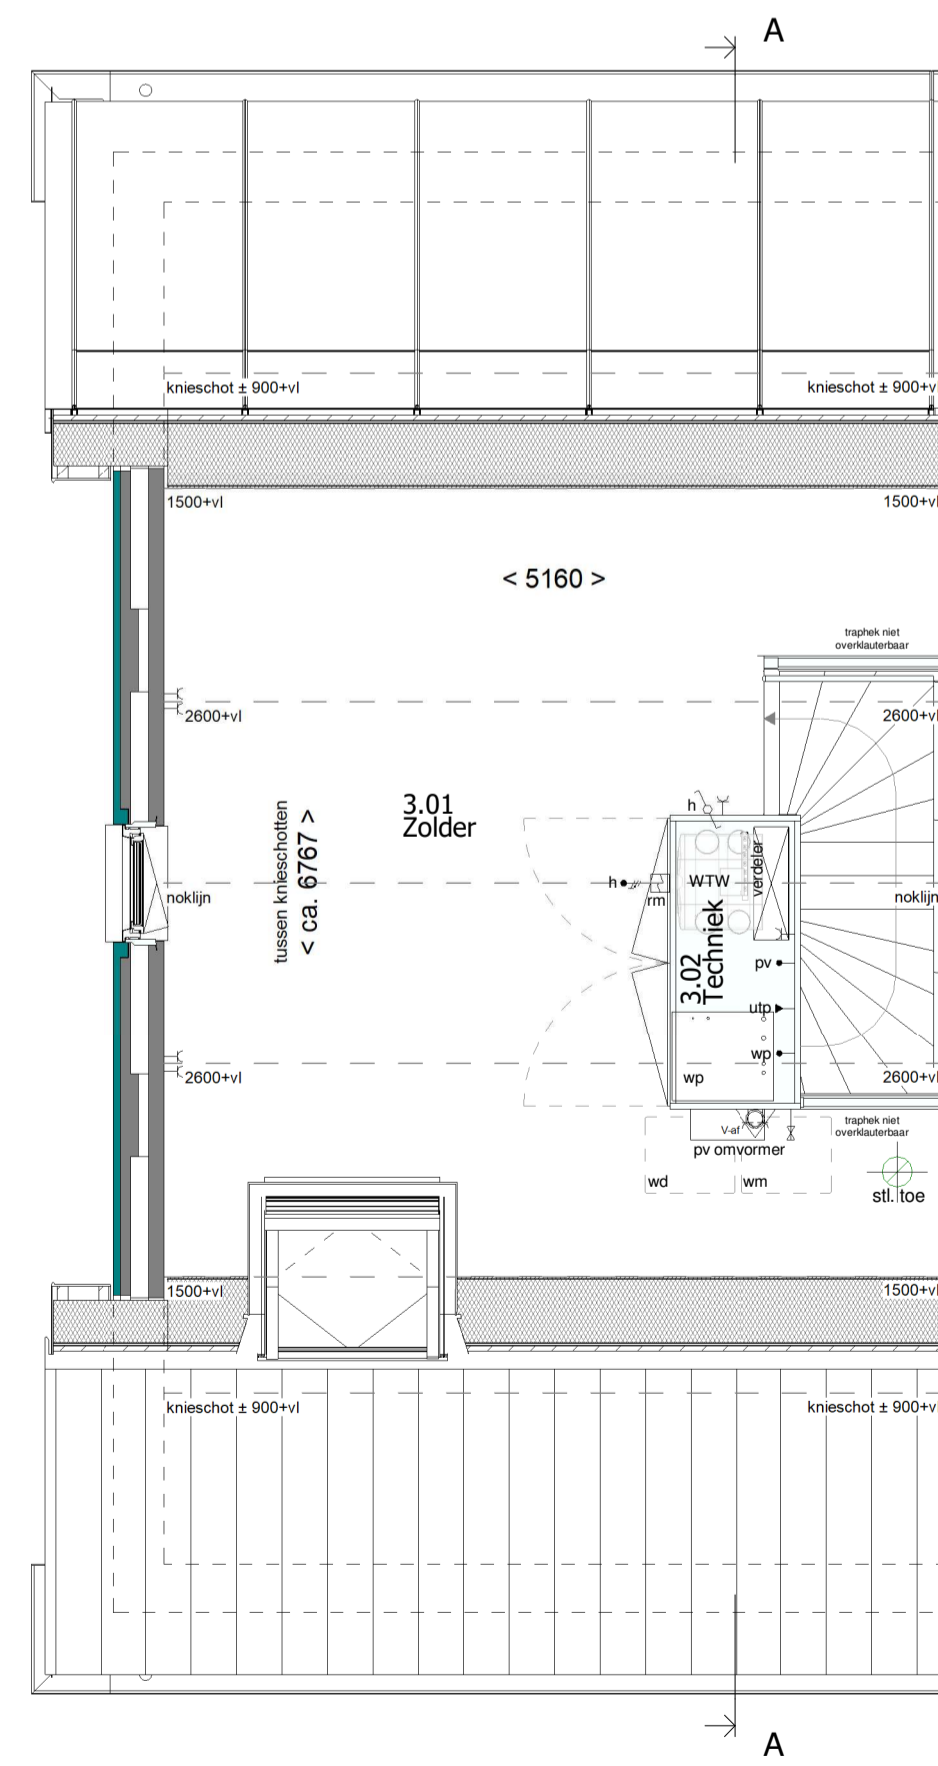 A
knieschot ± 900+vl
knieschot ± 900+v
1500+vl
1500+vl
< 5160 >
traphek niet
overklauterbaar
2600+vl
2600+vl
3.01
Zolder
tussen knieschotten
< ca. 6767 >
h
verdeler
WTW
h
rm
noklijn
noklijn
3.02
Techniek
pv
utp
wp
wp
2600+vl
2600+vl
V-af
pv omvormer
traphek niet
overklauterbaar
wd
wm
stl. toe
1500+vl
1500+vl
knieschot ± 900+vl
knieschot ± 900+v
A